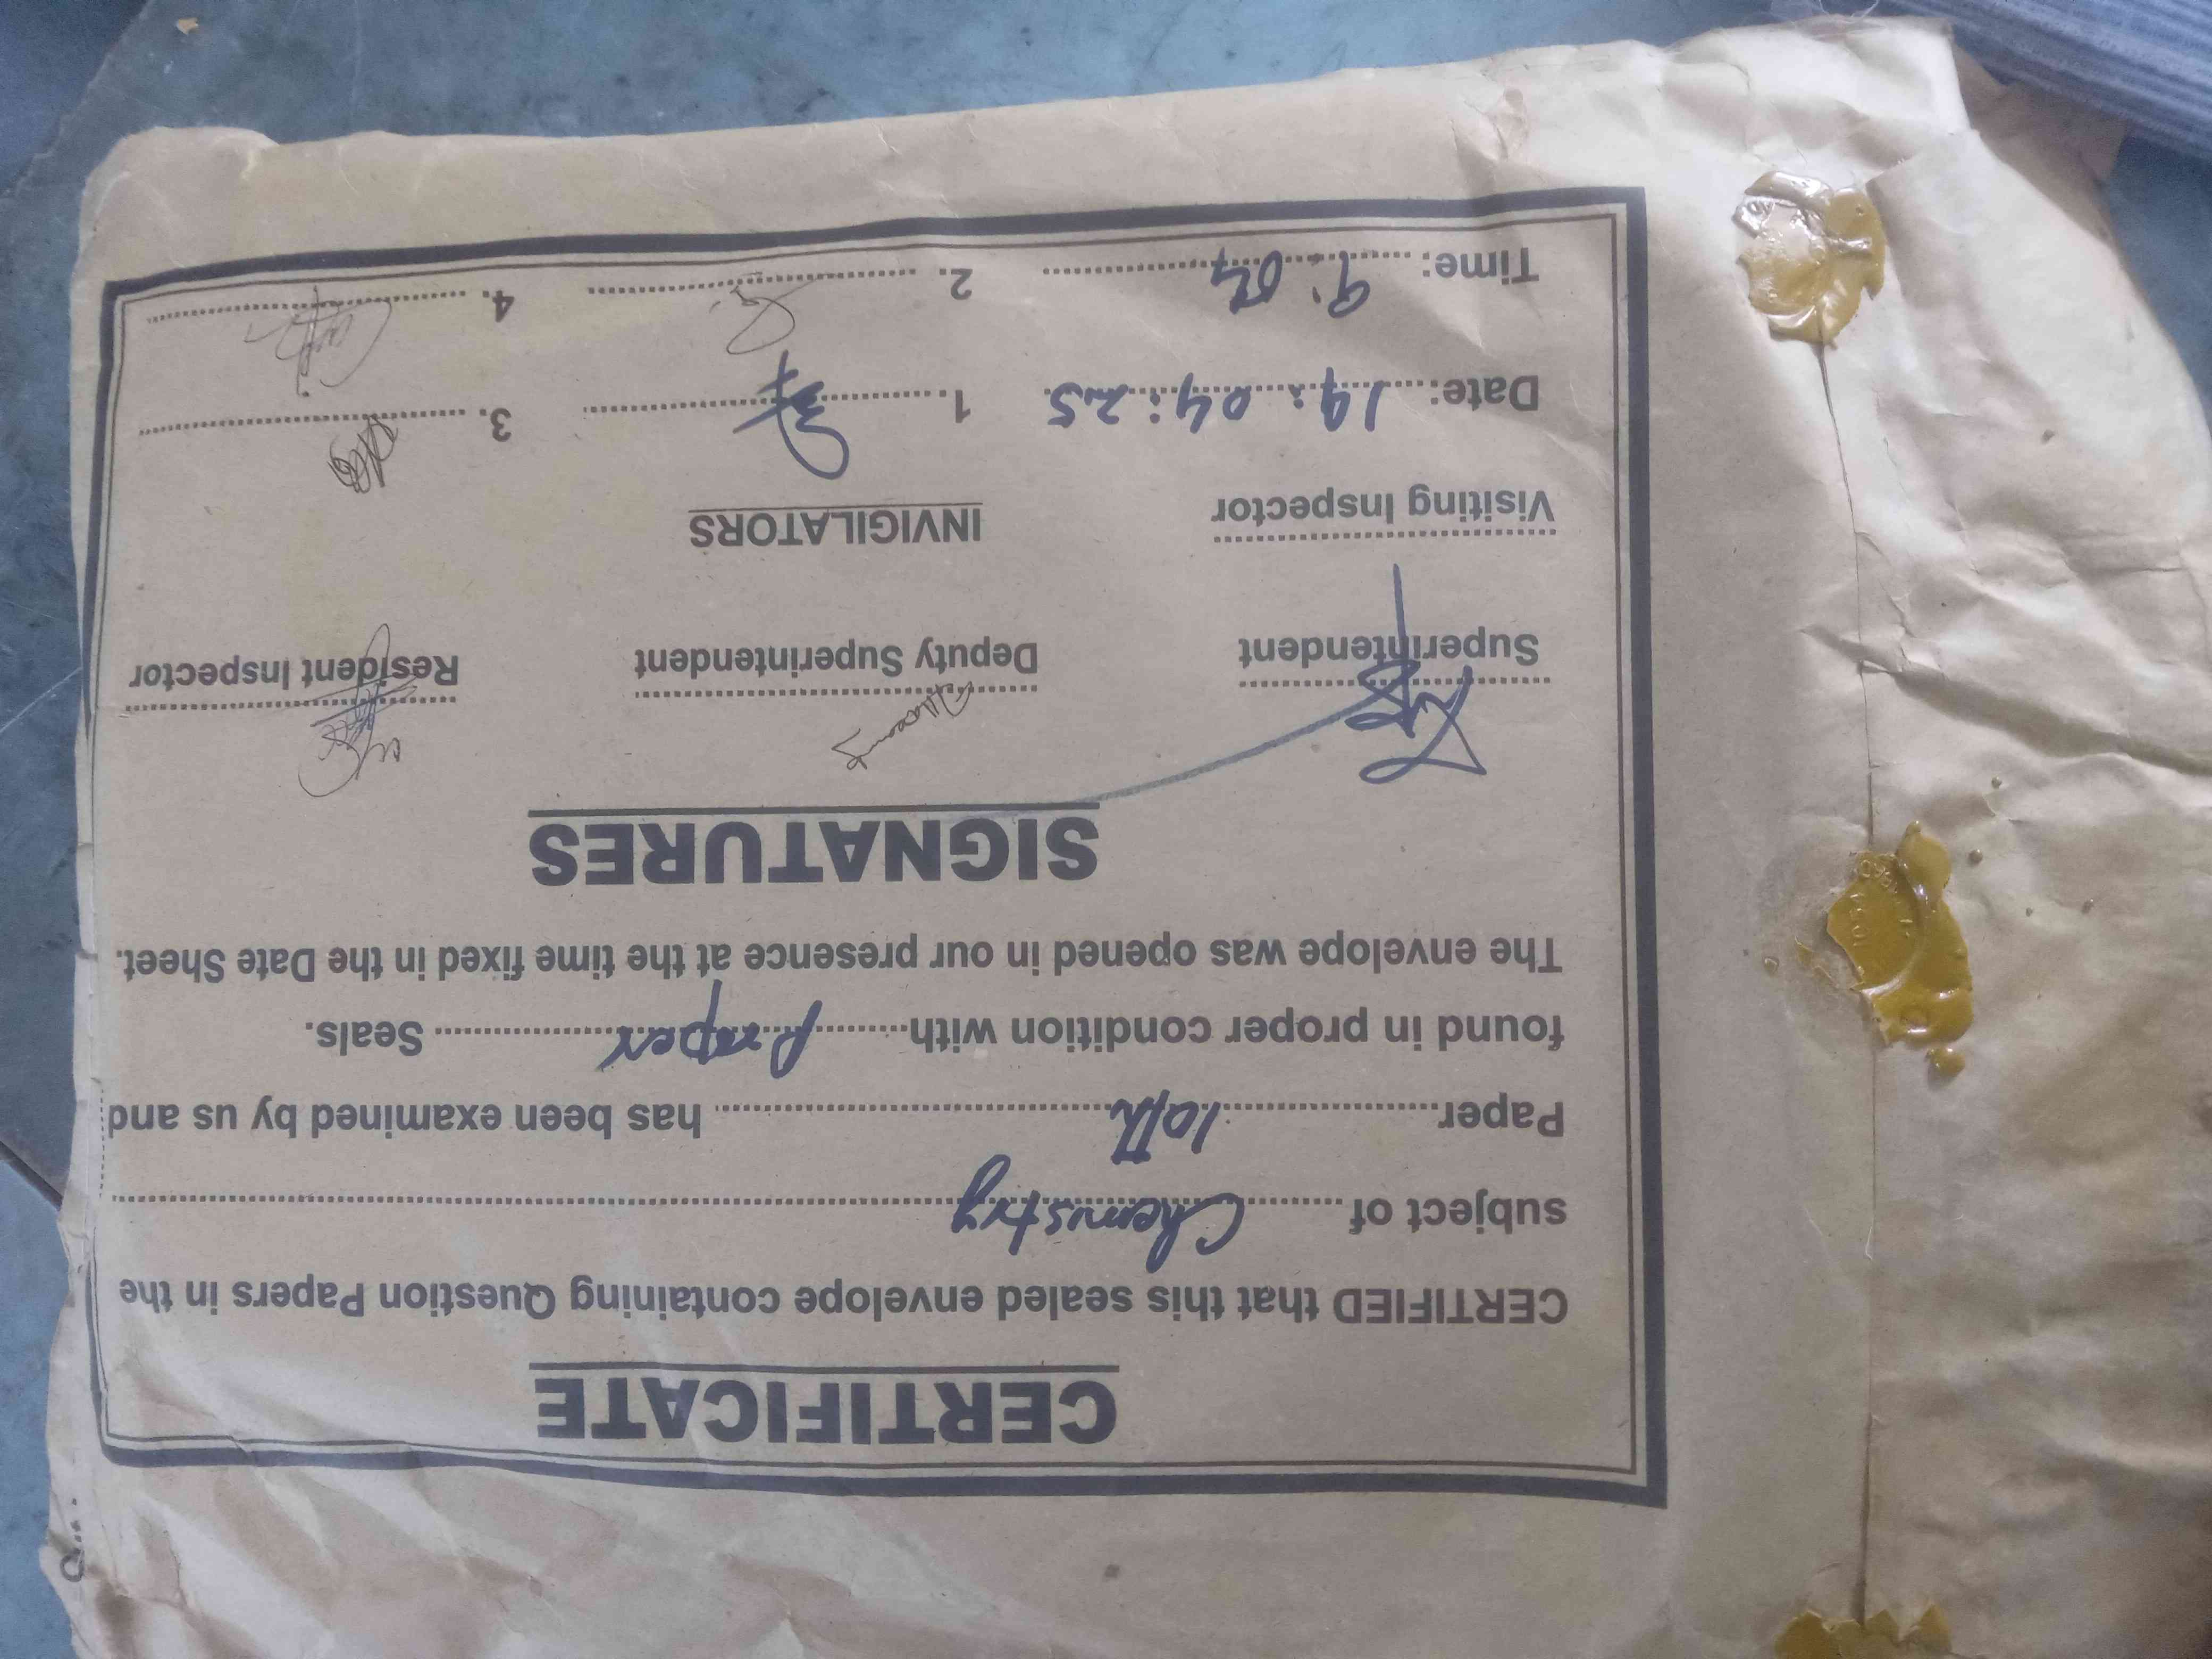 CERTIFICATE
CERTIFIED that this sealed envelope containing Question Papers in the
subject of Chemistry
Paper 10th has been examined by us and
found in proper condition with Proper Seals.
The envelope was opened in our presence at the time fixed in the Date Sheet.
SIGNATURES
Superintendent Deputy Superintendent Resident Inspector
Visiting Inspector INVIGILATORS
Date: 19: 04: 25 1. 3.
Time: 9:04 2. 4.